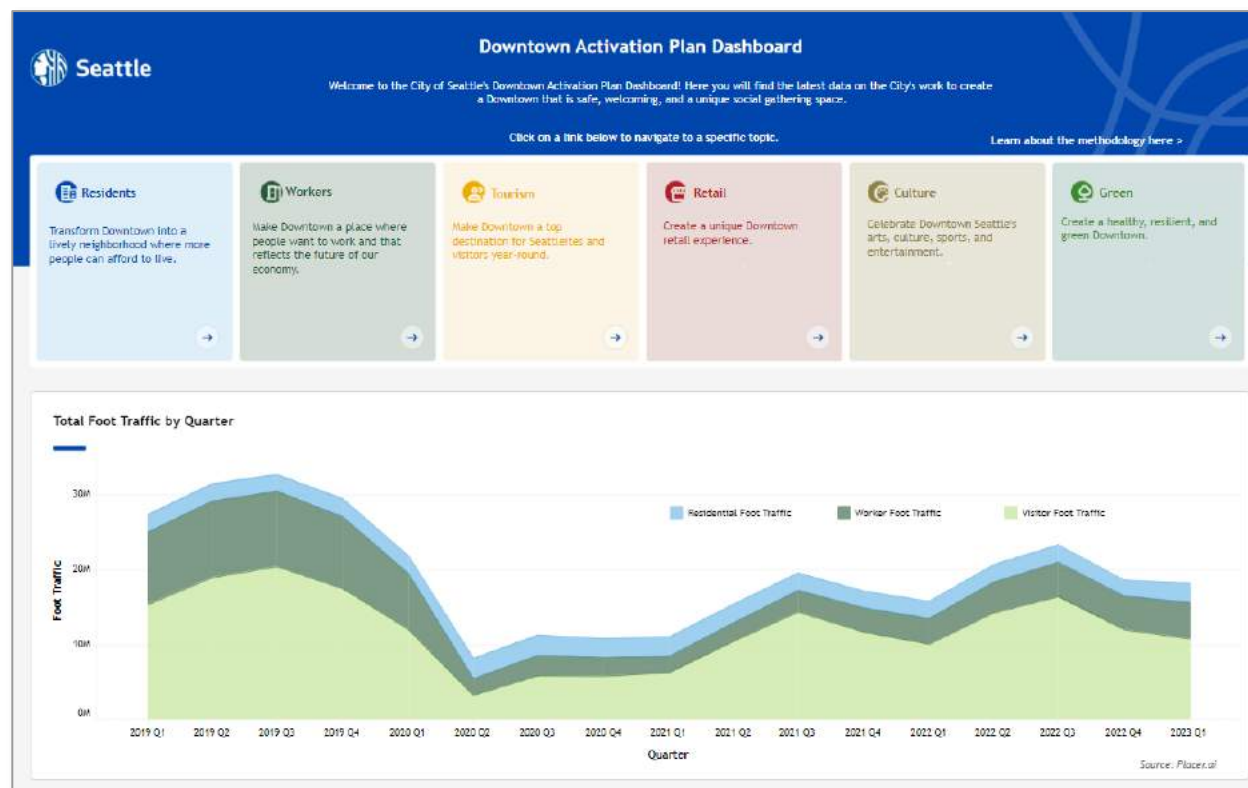 Seattle
Downtown Activation Plan Dashboard
Welcome to the City of Seattle's Downtown Activation Plan Dashboard! Here you will find the latest data on the City's work to create
a Downtown that is safe, welcoming, and a unique social gathering space.
Click on a link below to navigate to a specific topic.
Learn about the methodology here >
Residents
Transform Downtown into a
lively neighborhood where more
people can afford to live.
Workers
Make Downtown a place where
people want to work and that
reflects the future of our
economy.
Tourism
Make Downtown a top
destination for Seattleites and
visitors year-round.
Retail
Create a unique Downtown
retail experience.
Culture
Celebrate Downtown Seattle's
arts, culture, sports, and
entertainment.
Green
Create a healthy, resilient, and
green Downtown.
Total Foot Traffic by Quarter
30M
20M
10M
0M
Foot Traffic
Residential Foot Traffic
Worker Foot Traffic
Visitor Foot Traffic
2019 Q1 2019 Q2 2019 Q3 2019 Q4 2020 Q1 2020 Q2 2020 Q3 2020 Q4 2021 Q1 2021 Q2 2021 Q3 2021 Q4 2022 Q1 2022 Q2 2022 Q3 2022 Q4 2023 Q1
Quarter
Source: Placer.ai